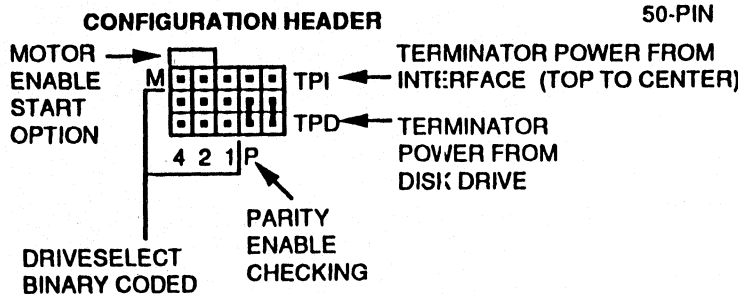 CONFIGURATION HEADER
50-PIN
MOTOR
ENABLE
START
OPTION
M
TPI
TERMINATOR POWER FROM
INTERFACE (TOP TO CENTER)
TPD
TERMINATOR
POWER FROM
DISK DRIVE
4 2 1 P
PARITY
ENABLE
CHECKING
DRIVESELECT
BINARY CODED